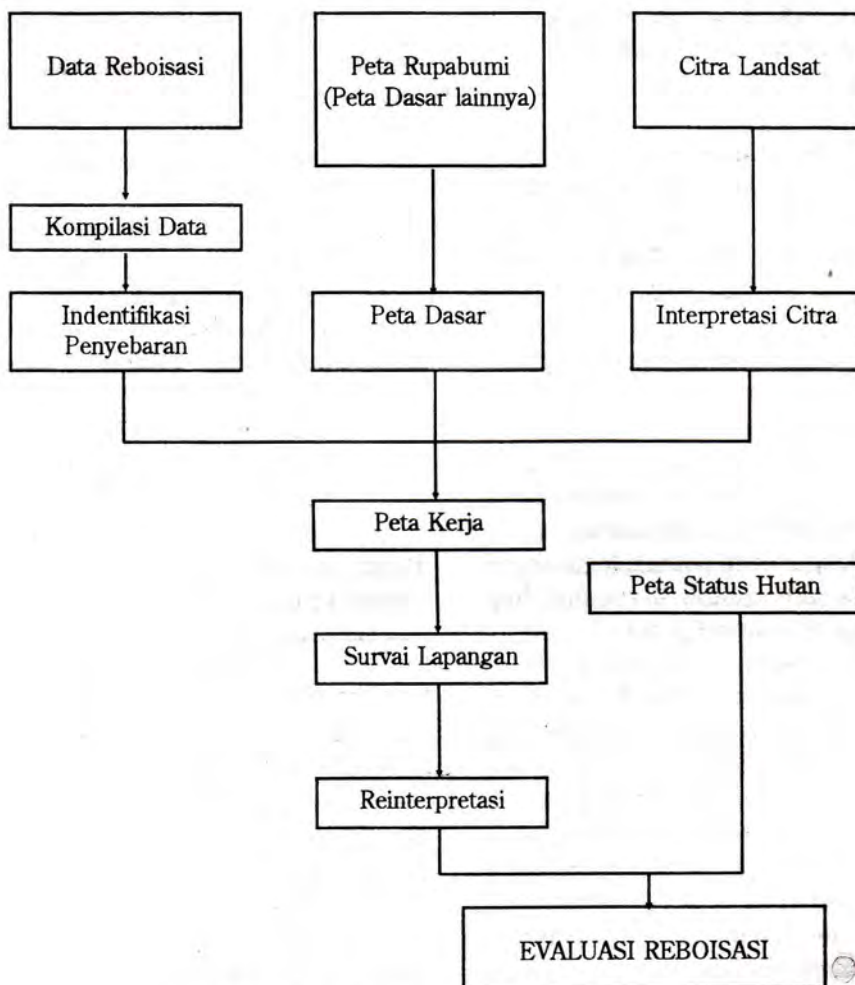 Data Reboisasi
Peta Rupabumi
(Peta Dasar lainnya)
Citra Landsat
Kompilasi Data
Indentifikasi
Penyebaran
Peta Dasar
Interpretasi Citra
Peta Kerja
Peta Status Hutan
Survai Lapangan
Reinterpretasi
EVALUASI REBOISASI